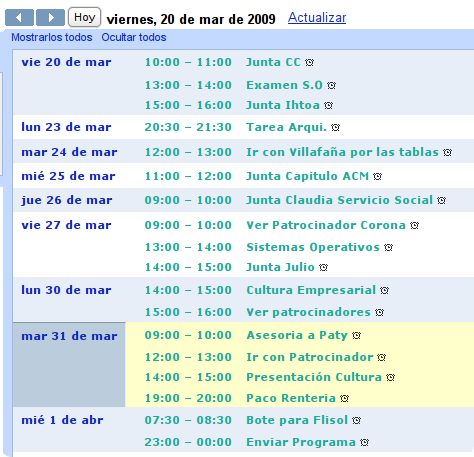 Hoy viernes, 20 de mar de 2009 Actualizar
Mostrarlos todos Ocultar todos
vie 20 de mar 10:00 – 11:00 Junta CC
13:00 – 14:00 Examen S.O
15:00 – 16:00 Junta Ihtoa
lun 23 de mar 20:30 – 21:30 Tarea Arqui.
mar 24 de mar 12:00 – 13:00 Ir con Villafaña por las tablas
mié 25 de mar 11:00 – 12:00 Junta Capitulo ACM
jue 26 de mar 09:00 – 10:00 Junta Claudia Servicio Social
vie 27 de mar 09:00 – 10:00 Ver Patrocinador Corona
13:00 – 14:00 Sistemas Operativos
14:00 – 15:00 Junta Julio
lun 30 de mar 14:00 – 15:00 Cultura Empresarial
15:00 – 16:00 Ver patrocinadores
mar 31 de mar 09:00 – 10:00 Asesoria a Paty
12:00 – 13:00 Ir con Patrocinador
14:00 – 15:00 Presentación Cultura
19:00 – 20:00 Paco Renteria
mié 1 de abr 07:30 – 08:30 Bote para Flisol
23:00 – 00:00 Enviar Programa